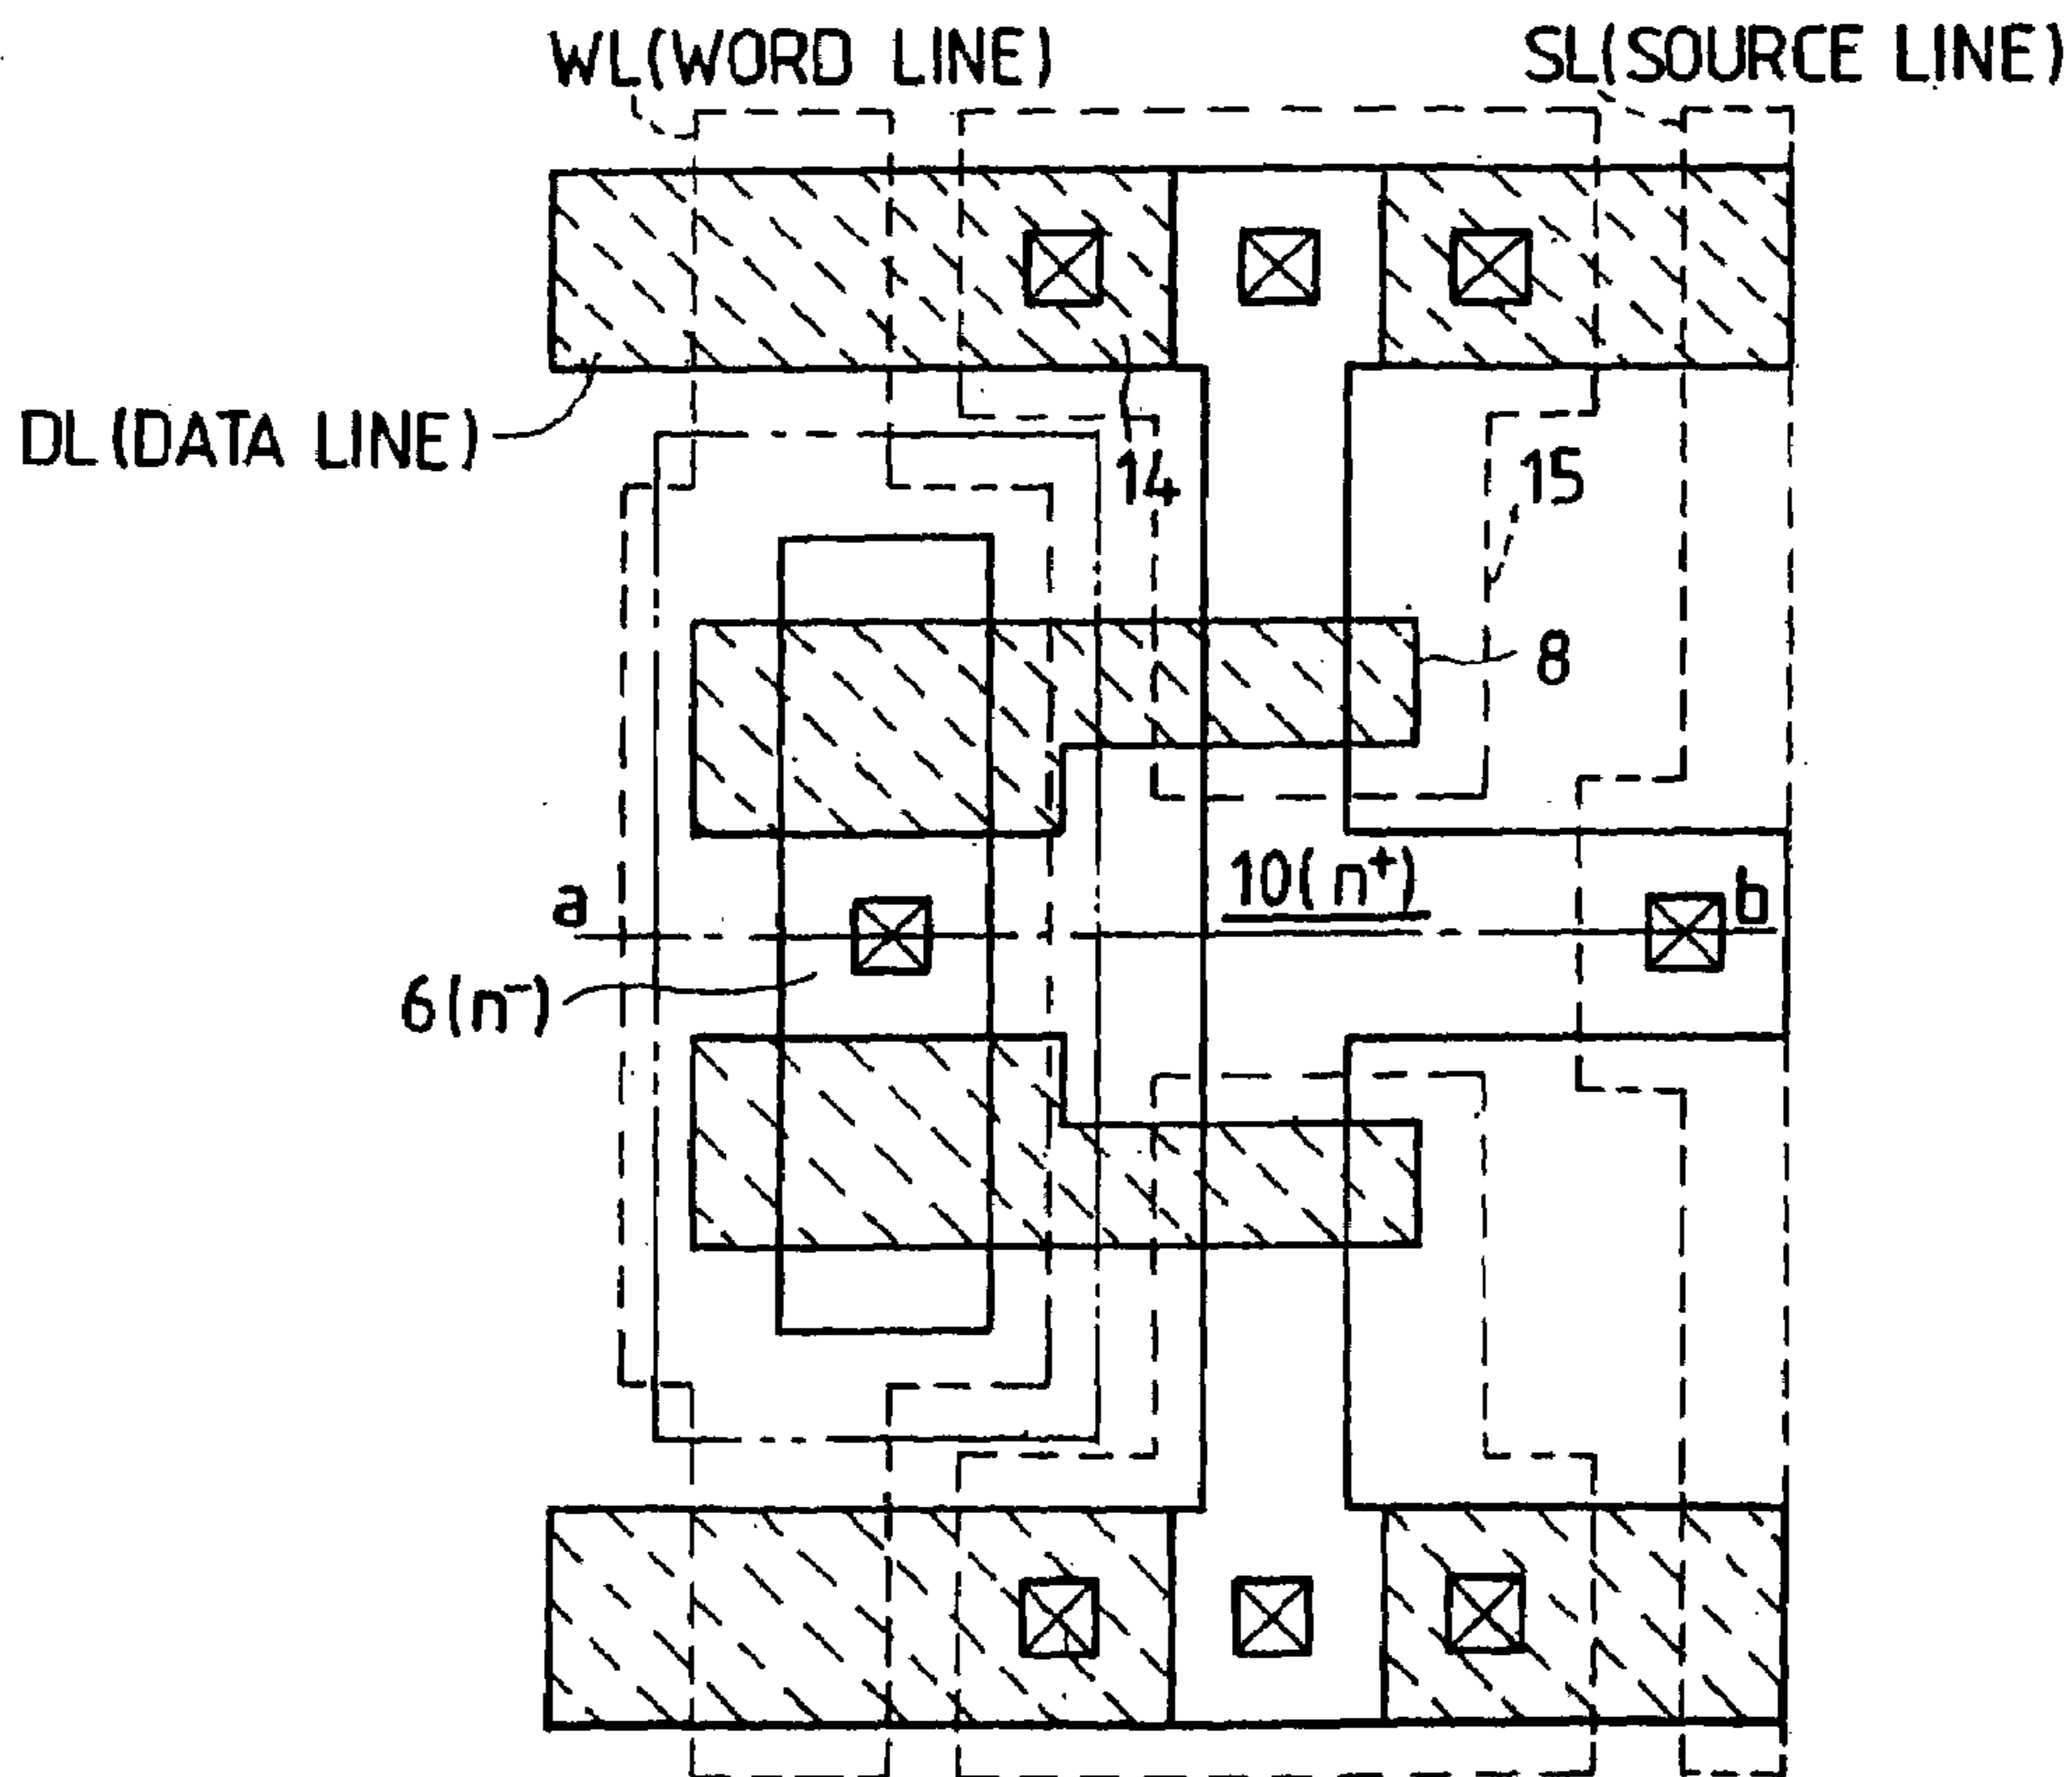 WL(WORD LINE)
SL(SOURCE LINE)
DL(DATA LINE)
14
15
8
10(n⁺)
a
b
6(n⁻)